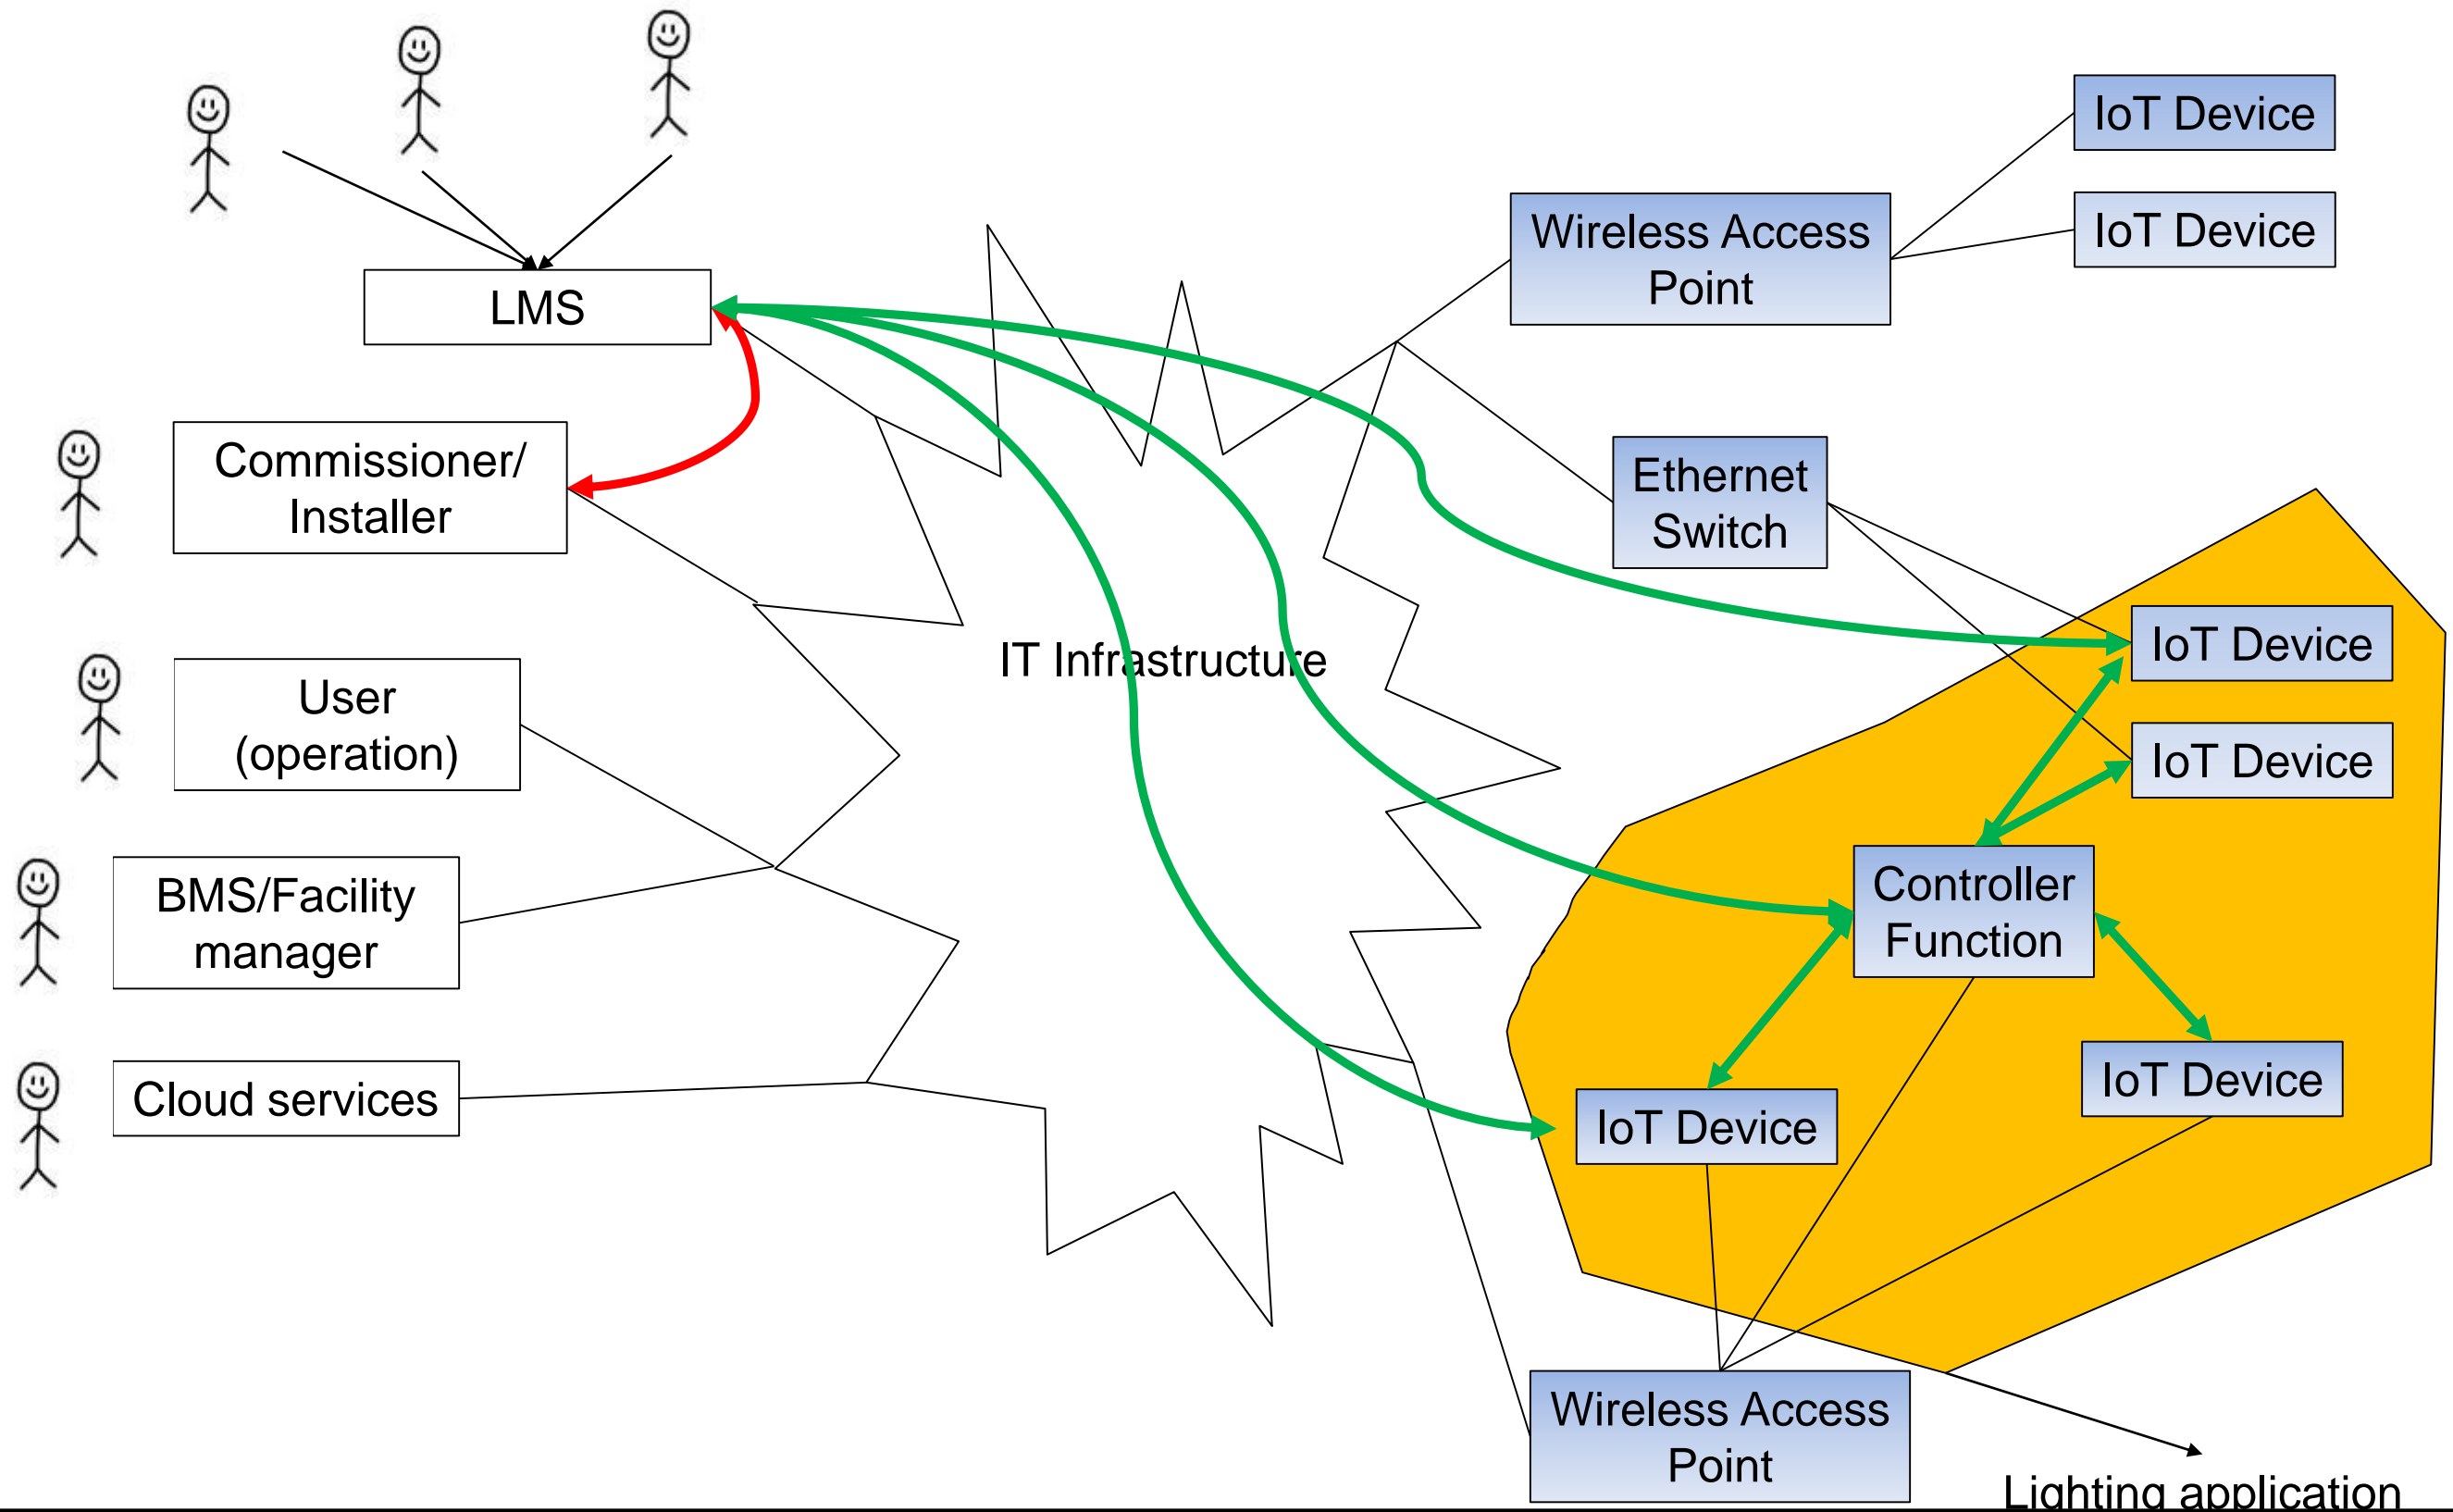 IoT Device
IoT Device
Wireless Access
Point
LMS
Commissioner/
Installer
Ethernet
Switch
IT Infrastructure
IoT Device
User
(operation)
IoT Device
BMS/Facility
manager
Controller
Function
Cloud services
IoT Device
IoT Device
Wireless Access
Point
Lighting application